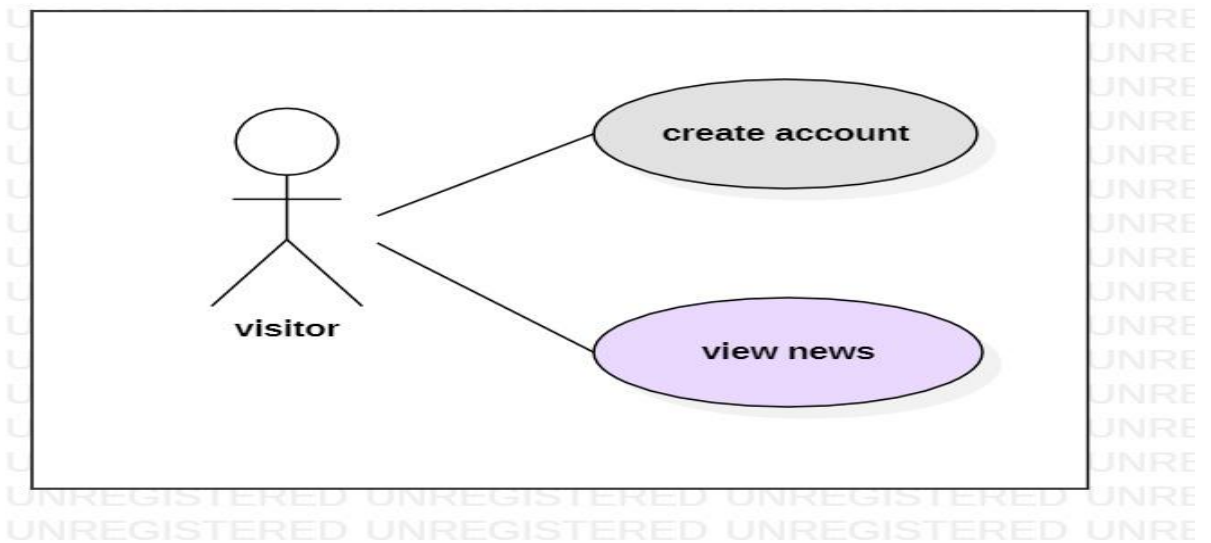 create account
visitor
view news
UNREGISTERED UNREGISTERED UNREGISTERED UNRE
UNREGISTERED UNREGISTERED UNREGISTERED UNRE